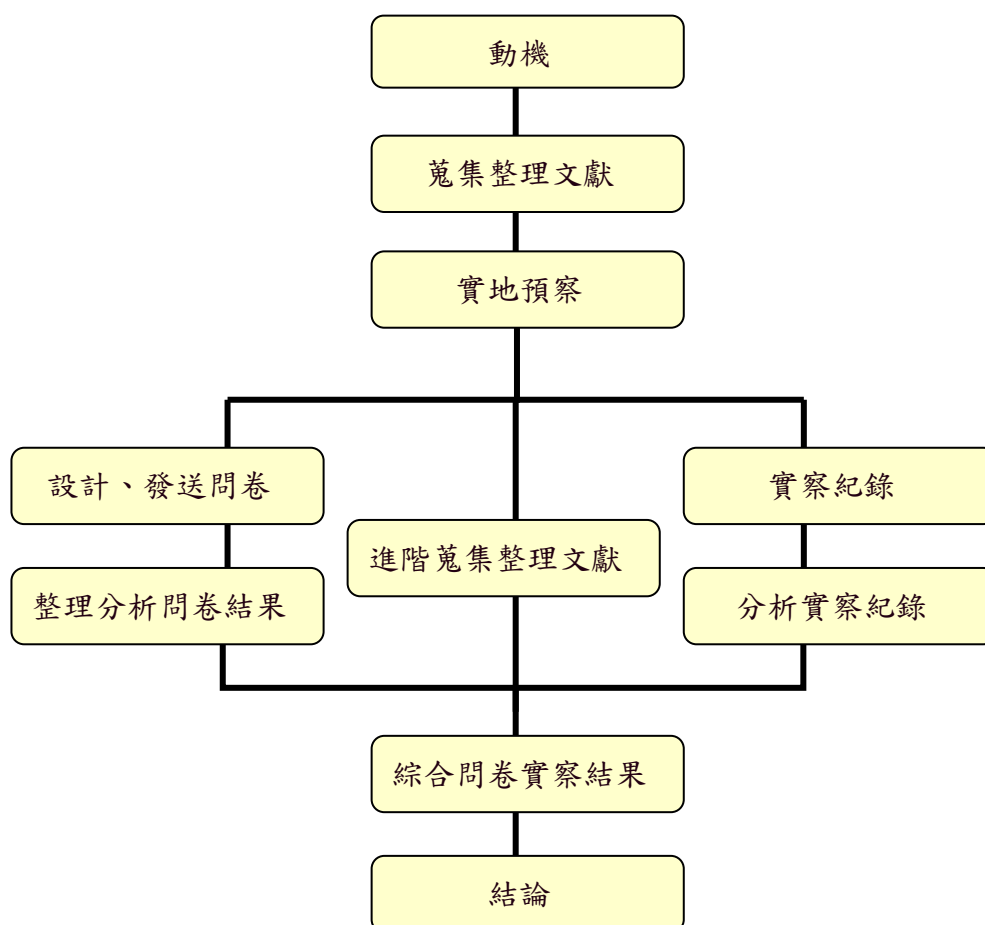 動機
蒐集整理文獻
實地預察
設計、發送問卷
實察紀錄
進階蒐集整理文獻
整理分析問卷結果
分析實察紀錄
綜合問卷實察結果
結論